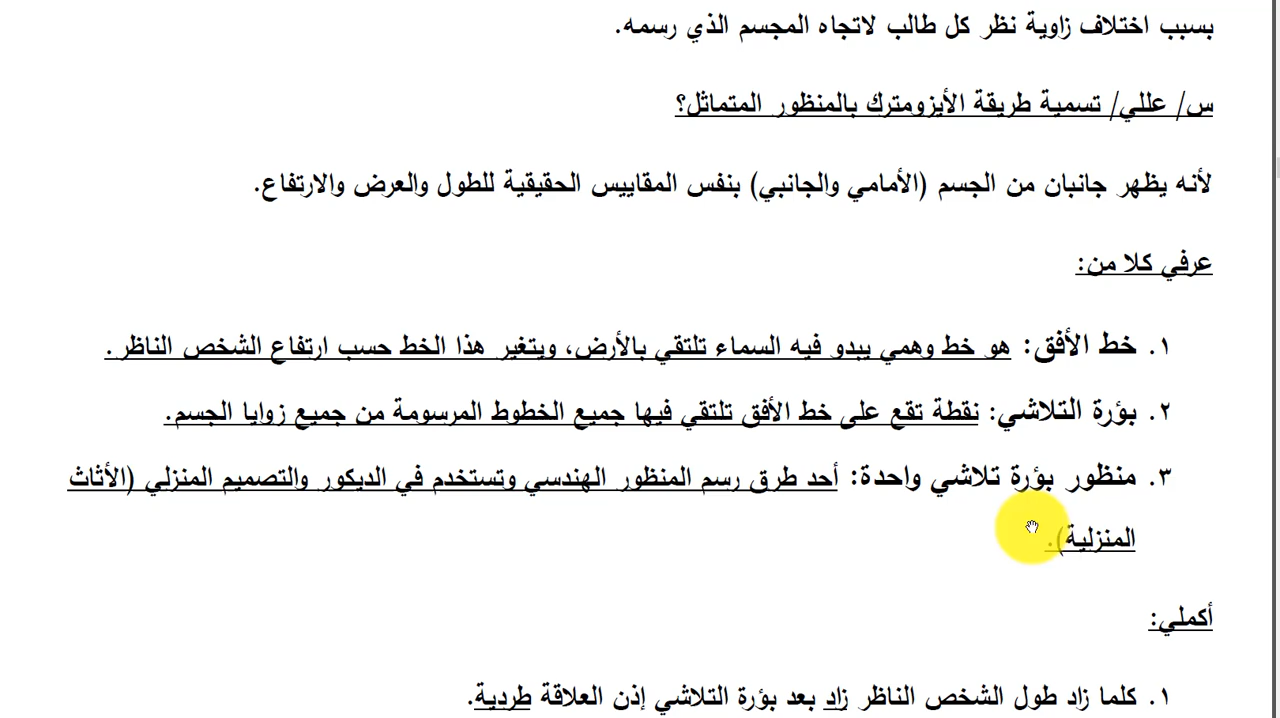 بسبب اختلاف زاوية نظر كل طالب لاتجاه المجسم الذي رسمه.
س/ عللي/ تسمية طريقة الأيزومترك بالمنظور المتماثل؟
لأنه يظهر جانبان من الجسم (الأمامي والجانبي) بنفس المقاييس الحقيقية للطول والعرض والارتفاع.
عرفي كلا من:
١. خط الأفق: هو خط وهمي يبدو فيه السماء تلتقي بالأرض، ويتغير هذا الخط حسب ارتفاع الشخص الناظر.
٢. بؤرة التلاشي: نقطة تقع على خط الأفق تلتقي فيها جميع الخطوط المرسومة من جميع زوايا الجسم.
٣. منظور بؤرة تلاشي واحدة: أحد طرق رسم المنظور الهندسي وتستخدم في الديكور والتصميم المنزلي (الأثاث
المنزلية).
أكملي:
١. كلما زاد طول الشخص الناظر زاد بعد بؤرة التلاشي إذن العلاقة طردية.